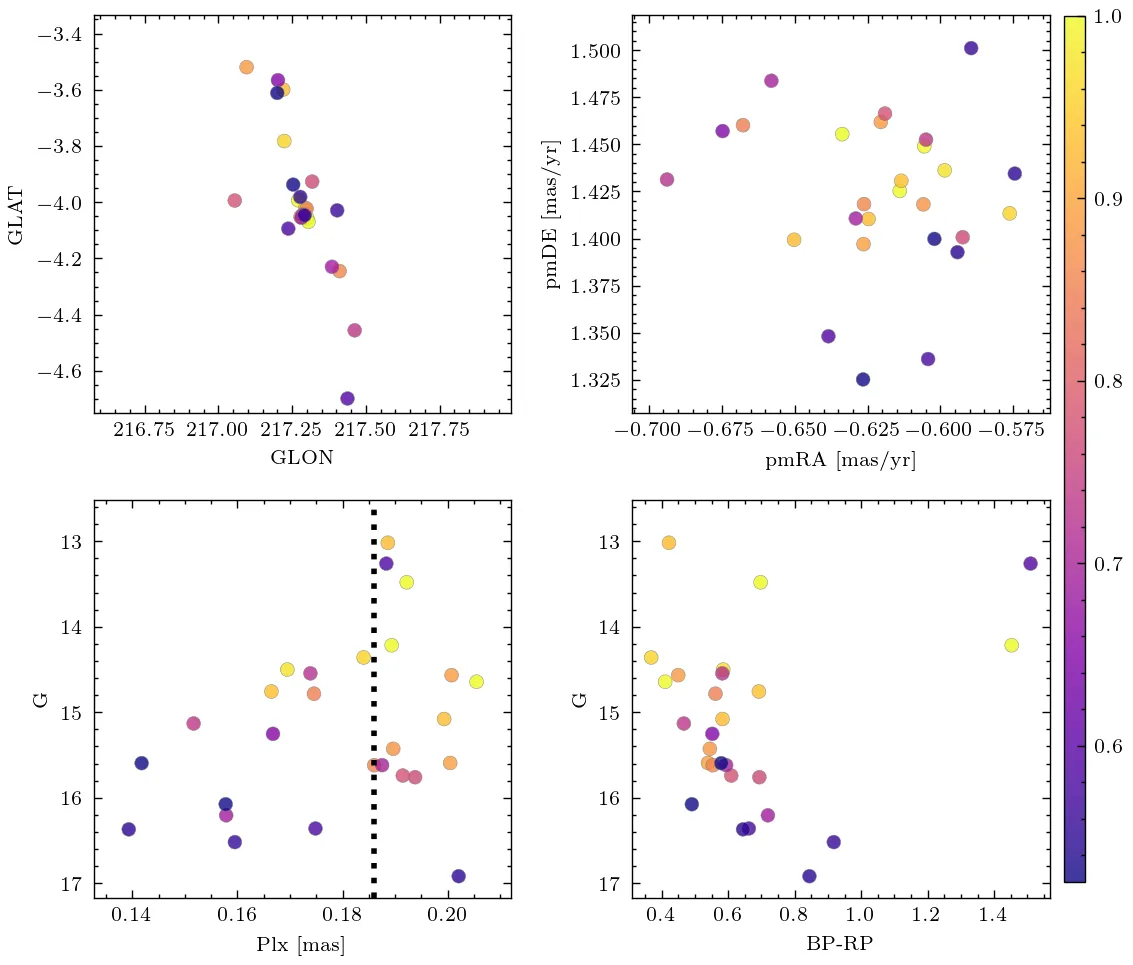 −3.4
−3.6
−3.8
−4.0
−4.2
−4.4
−4.6
GLAT
216.75 217.00 217.25 217.50 217.75
GLON
1.500
1.475
1.450
1.425
1.400
1.375
1.350
1.325
pmDE [mas/yr]
−0.700 −0.675 −0.650 −0.625 −0.600 −0.575
pmRA [mas/yr]
13
14
15
16
17
G
0.14 0.16 0.18 0.20
Plx [mas]
13
14
15
16
17
G
0.4 0.6 0.8 1.0 1.2 1.4
BP-RP
1.0
0.9
0.8
0.7
0.6